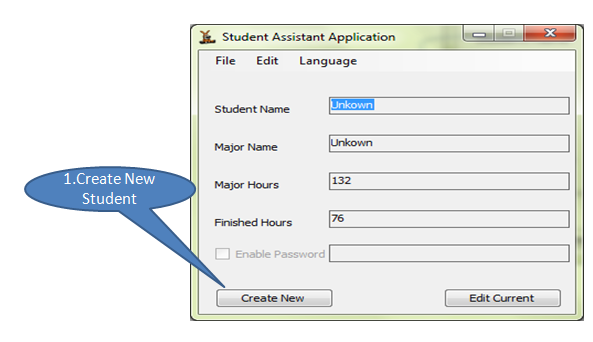 Student Assistant Application
File Edit Language
Student Name Unkown
Major Name Unkown
1.Create New
Student
Major Hours 132
Finished Hours 76
Enable Password
Create New Edit Current